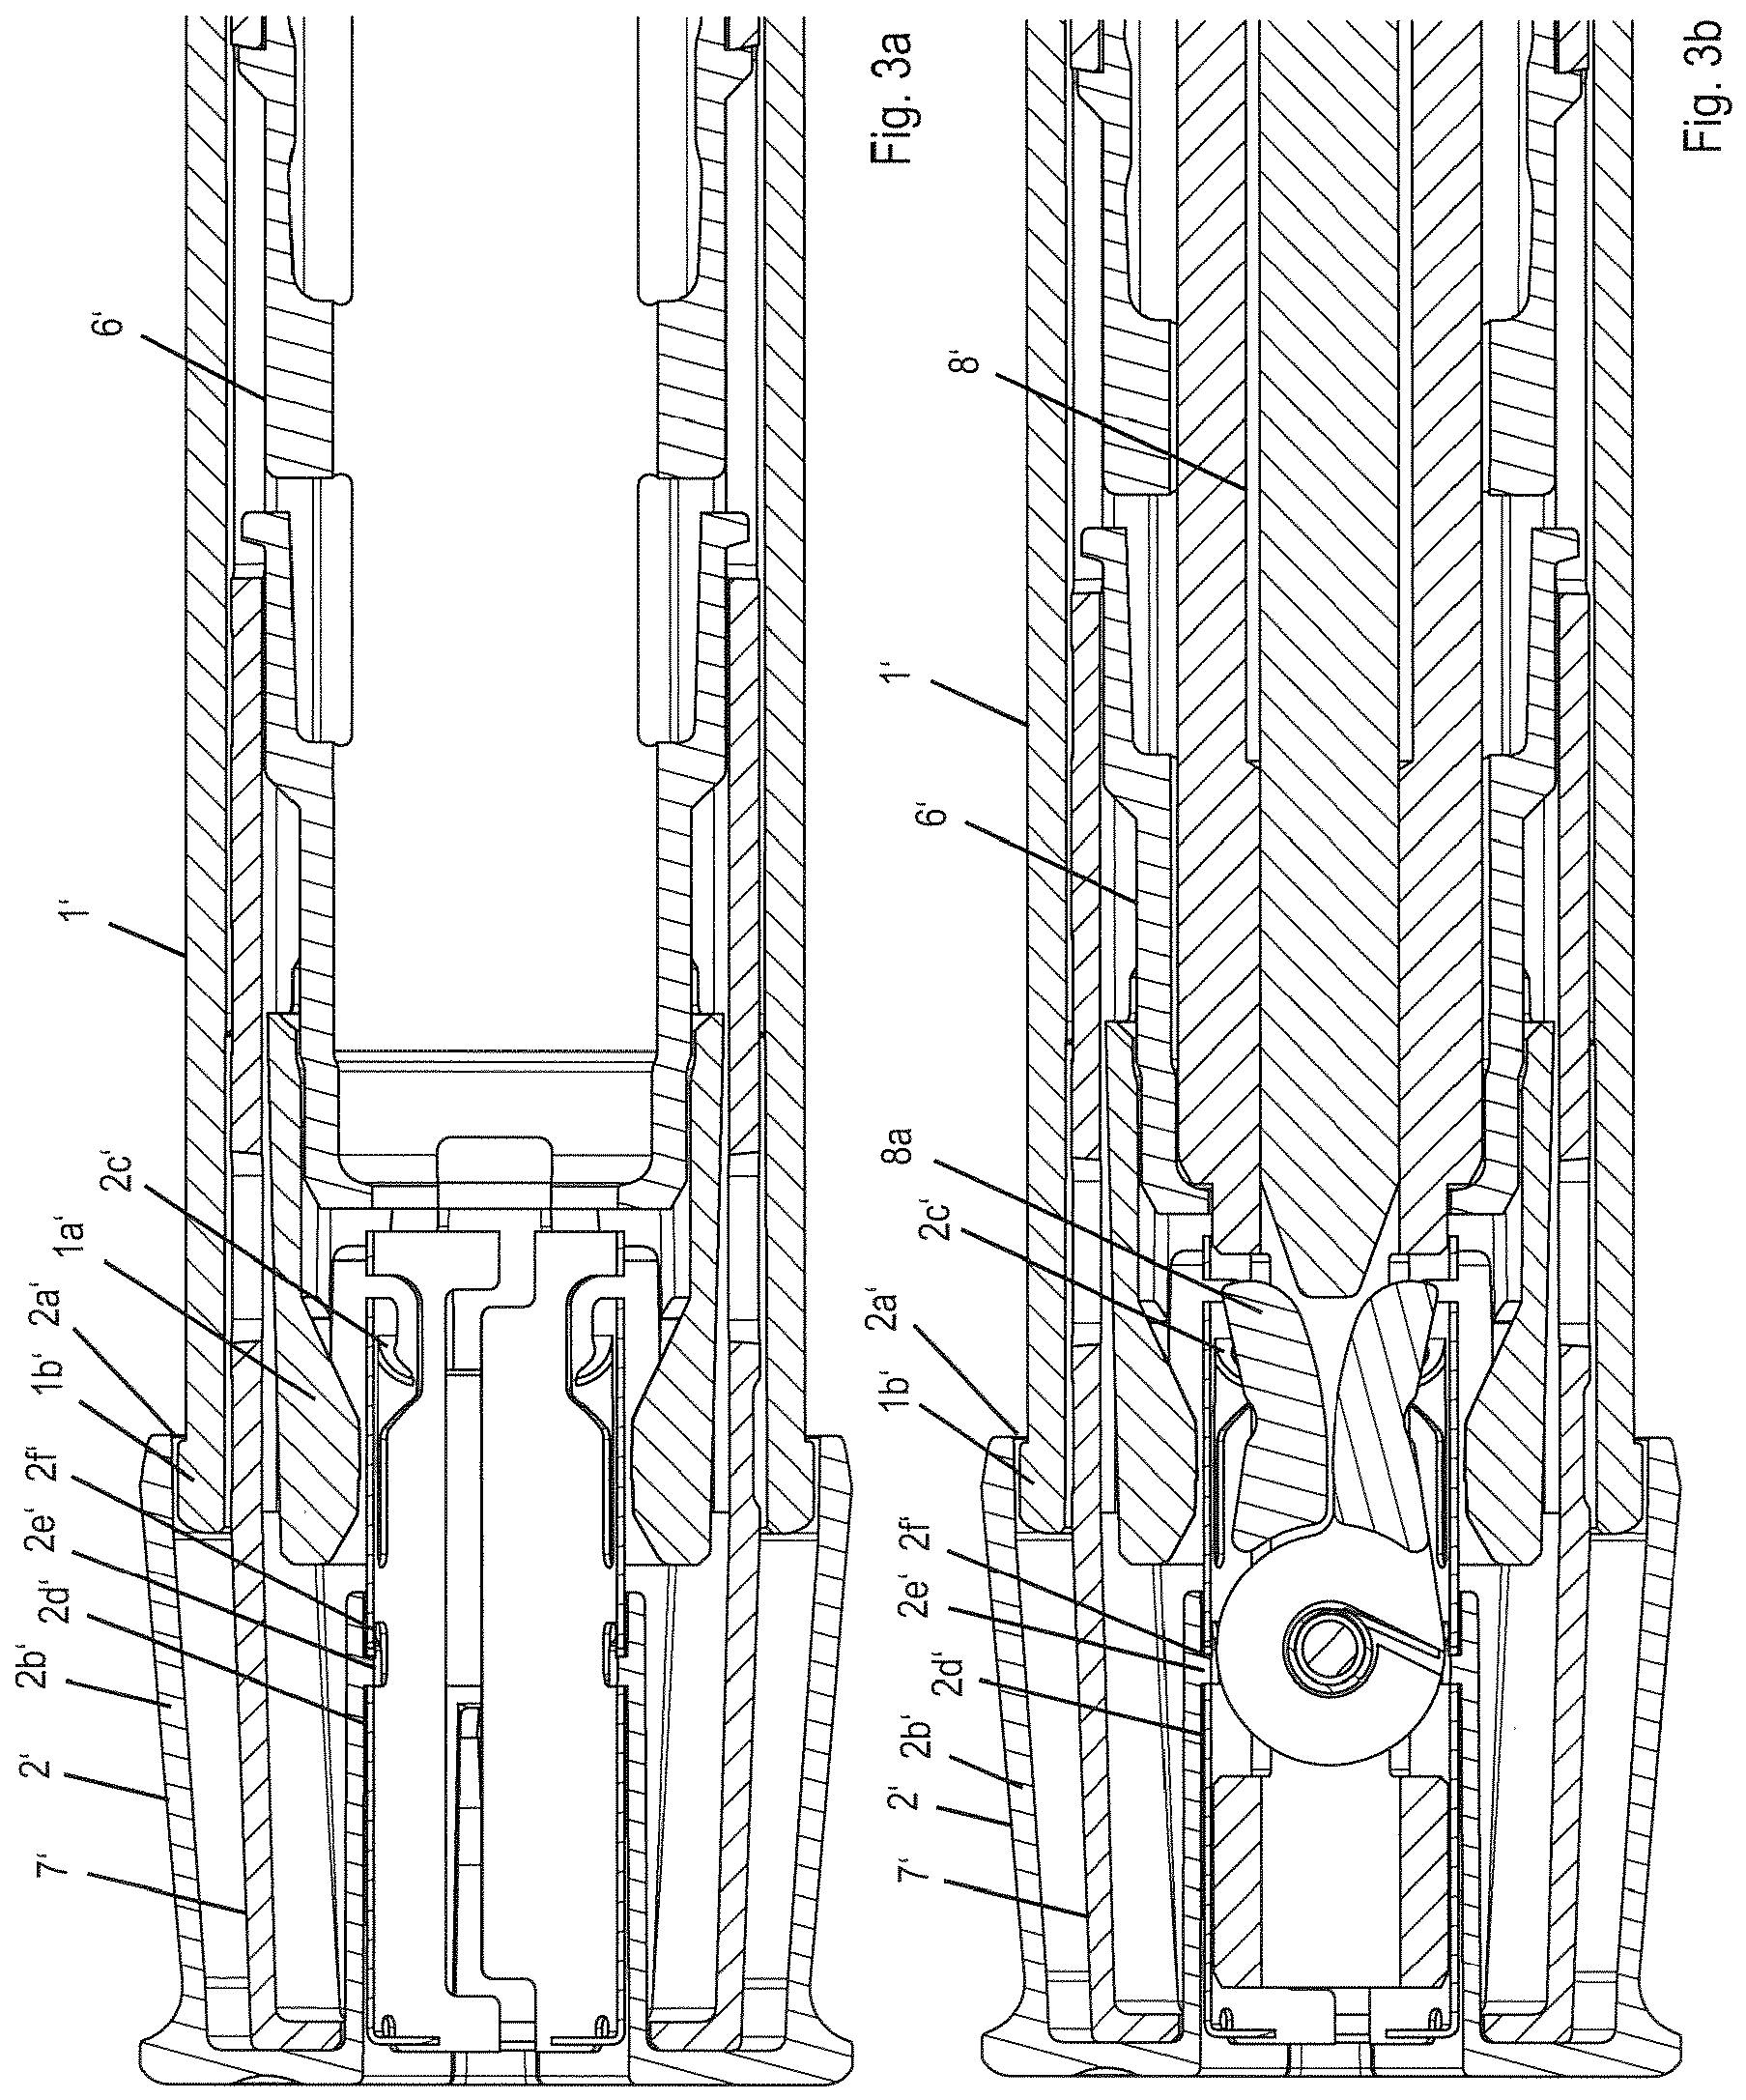 7‘
2‘
2b‘
2d‘
2e‘
2f‘
1b‘
2a‘
1a‘
2c‘
1‘
6‘
Fig. 3a
7‘
2‘
2b‘
2d‘
2e‘
2f‘
1b‘
2a‘
2c‘
8a
6‘
1‘
8‘
Fig. 3b